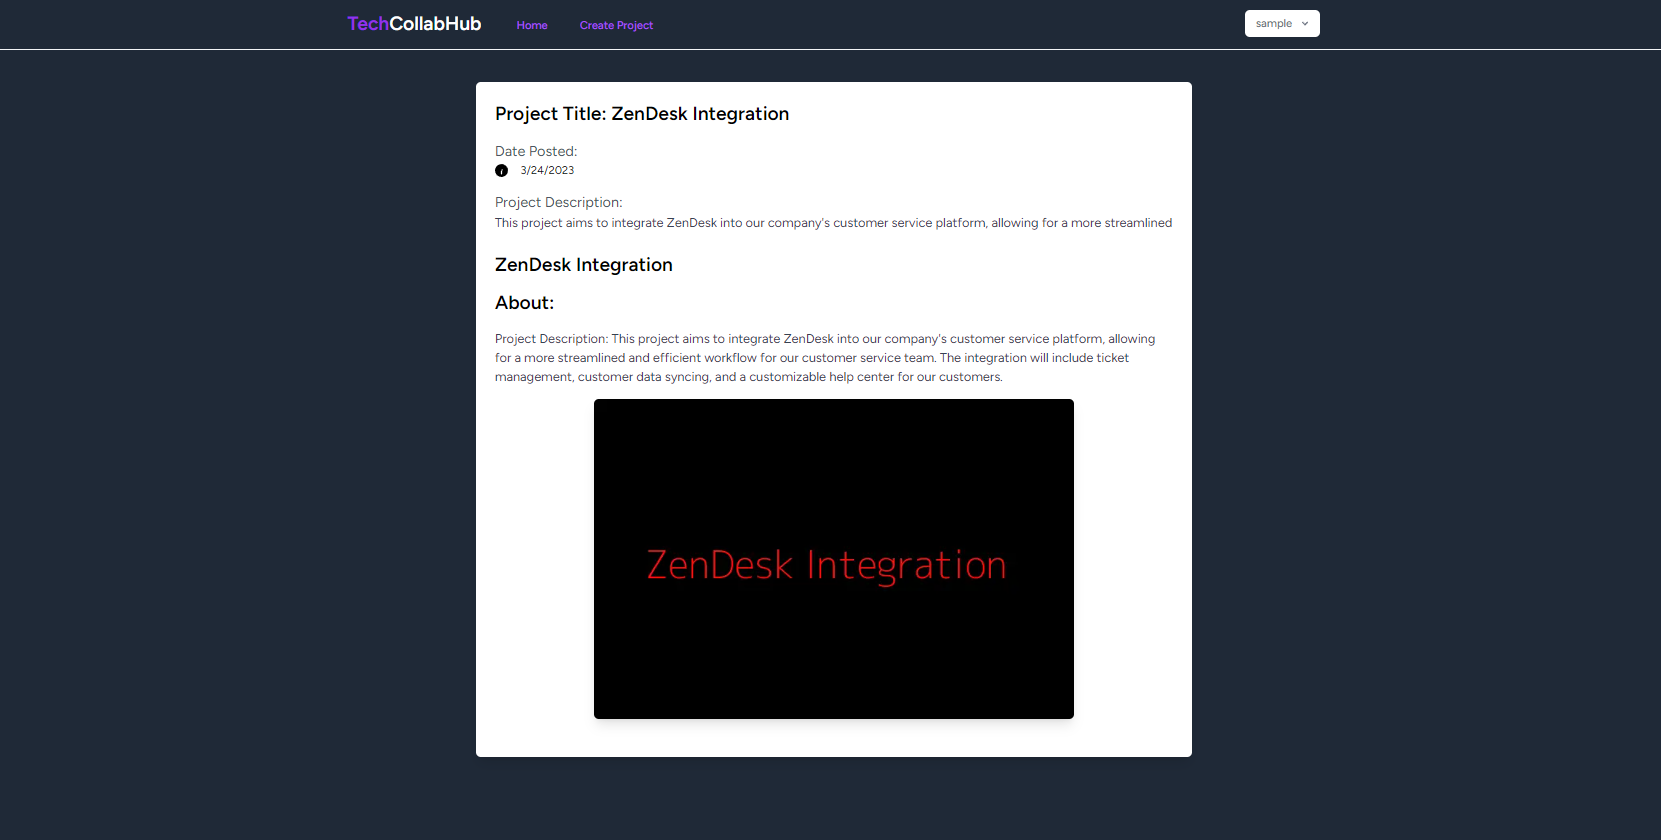 TechCollabHub Home Create Project sample
Project Title: ZenDesk Integration
Date Posted:
3/24/2023
Project Description:
This project aims to integrate ZenDesk into our company's customer service platform, allowing for a more streamlined
ZenDesk Integration
About:
Project Description: This project aims to integrate ZenDesk into our company's customer service platform, allowing
for a more streamlined and efficient workflow for our customer service team. The integration will include ticket
management, customer data syncing, and a customizable help center for our customers.
ZenDesk Integration